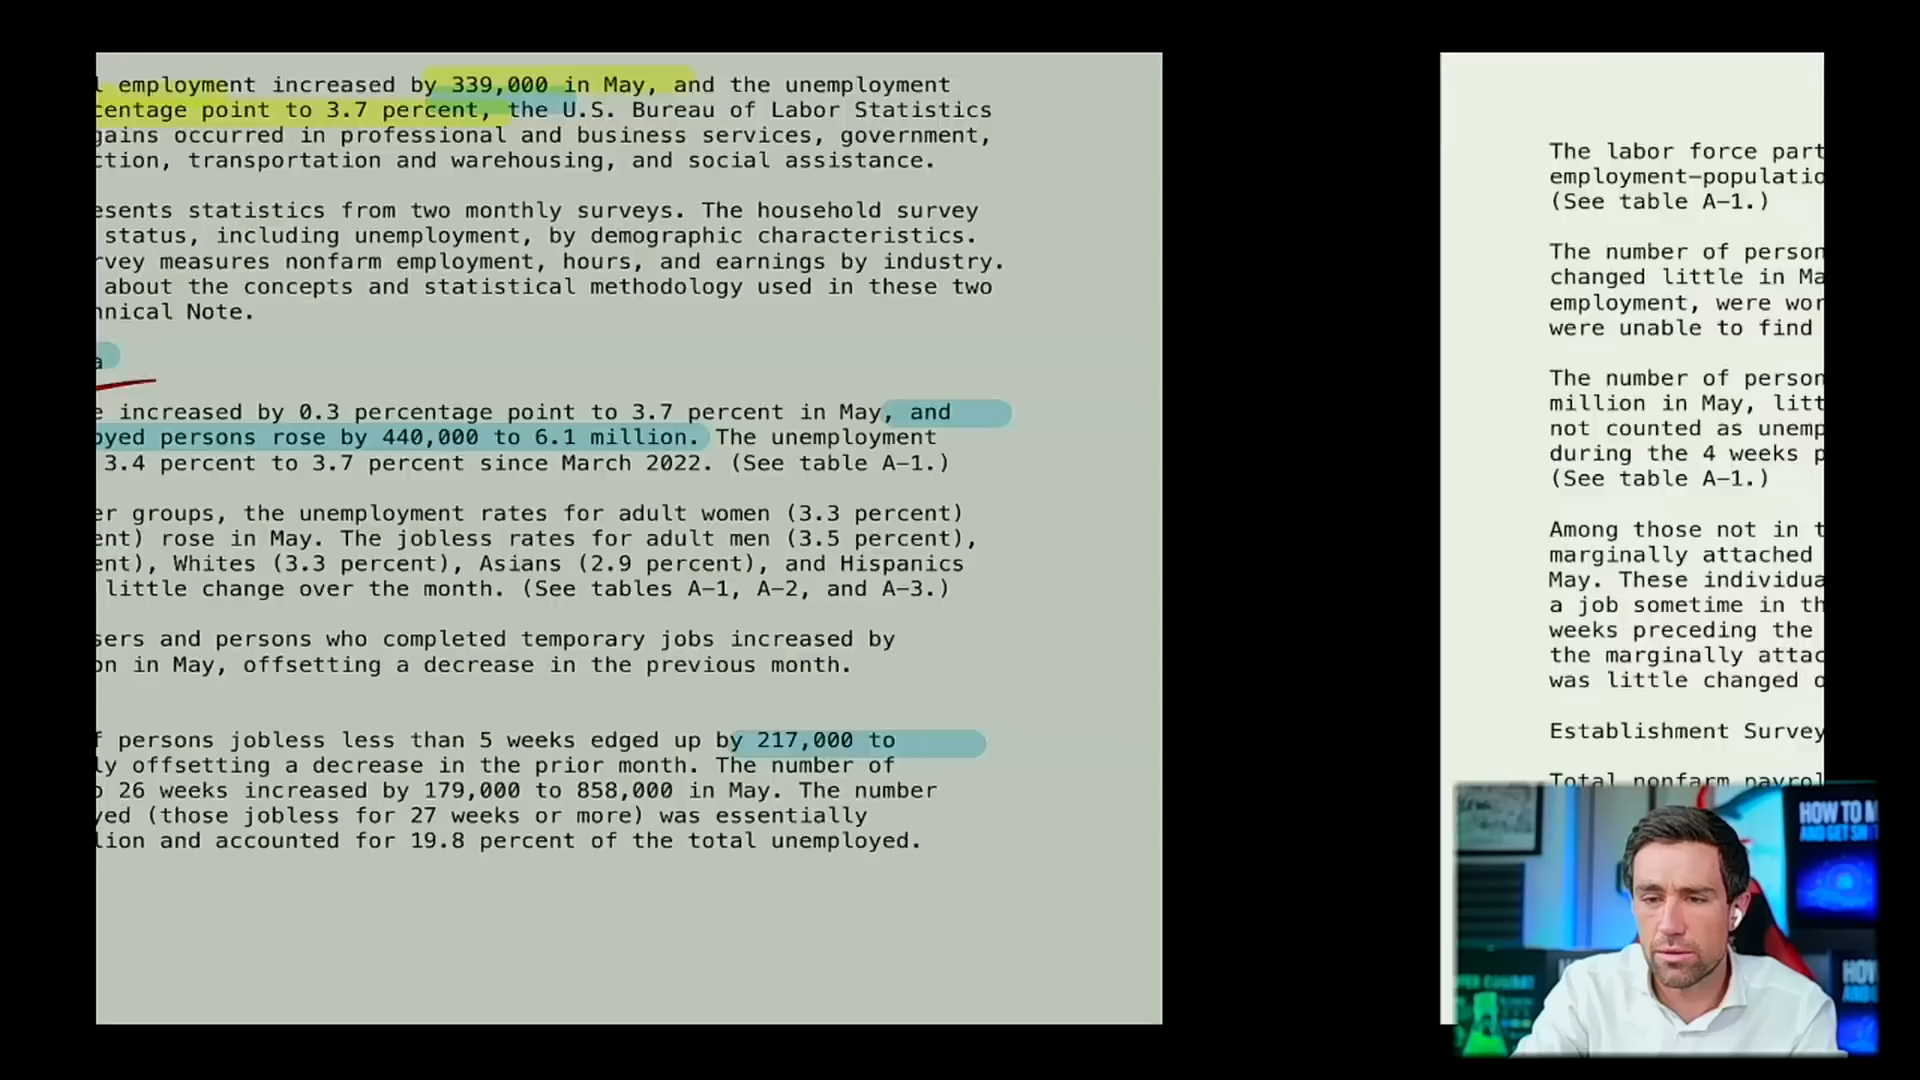 employment increased by 339,000 in May, and the unemployment
centage point to 3.7 percent, the U.S. Bureau of Labor Statistics
gains occurred in professional and business services, government,
ction, transportation and warehousing, and social assistance.
esents statistics from two monthly surveys. The household survey
status, including unemployment, by demographic characteristics.
rvey measures nonfarm employment, hours, and earnings by industry.
about the concepts and statistical methodology used in these two
hnical Note.
a
e increased by 0.3 percentage point to 3.7 percent in May, and
oyed persons rose by 440,000 to 6.1 million. The unemployment
3.4 percent to 3.7 percent since March 2022. (See table A-1.)
er groups, the unemployment rates for adult women (3.3 percent)
ent) rose in May. The jobless rates for adult men (3.5 percent),
ent), Whites (3.3 percent), Asians (2.9 percent), and Hispanics
little change over the month. (See tables A-1, A-2, and A-3.)
sers and persons who completed temporary jobs increased by
on in May, offsetting a decrease in the previous month.
f persons jobless less than 5 weeks edged up by 217,000 to
ly offsetting a decrease in the prior month. The number of
o 26 weeks increased by 179,000 to 858,000 in May. The number
yed (those jobless for 27 weeks or more) was essentially
lion and accounted for 19.8 percent of the total unemployed.
The labor force part
employment-populatio
(See table A-1.)
The number of person
changed little in Ma
employment, were wor
were unable to find
The number of person
million in May, litt
not counted as unemp
during the 4 weeks p
(See table A-1.)
Among those not in t
marginally attached
May. These individua
a job sometime in th
weeks preceding the
the marginally attac
was little changed o
Establishment Survey
Total nonfarm payrol
HOW TO M
AND GET SH
HOW
AND